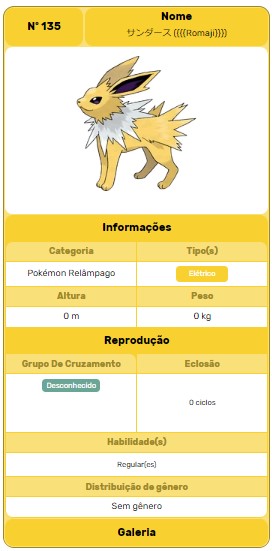 Nº 135
Nome
サンダース ({{{Romaji}}}})
Informações
Categoria
Tipo(s)
Pokémon Relâmpago
Elétrico
Altura
Peso
0 m
0 kg
Reprodução
Grupo De Cruzamento
Eclosão
Desconhecido
0 ciclos
Habilidade(s)
Regular(es)
Distribuição de gênero
Sem gênero
Galeria